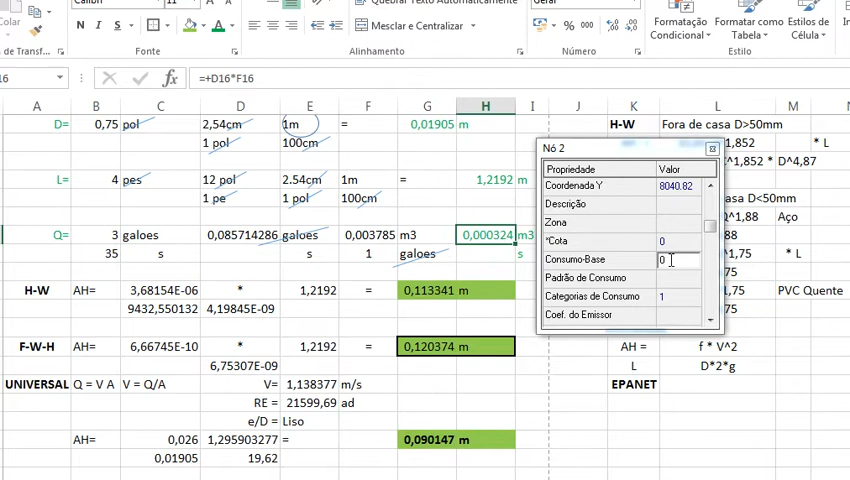 Calibri 11 Quebrar Texto Automaticamente Geral
Colar
N I S Mesclar e Centralizar % 000 Formatação Formatar como Estilos de
Condicional Tabela Célula
de Transf... Fonte Alinhamento Número Estilo
16 fx =+D16*F16
A B C D E F G H I J K L M N
D= 0,75 pol 2,54cm 1m = 0,01905 m H-W Fora de casa D>50mm
1 pol 100cm 1,852 * L
^1,852 * D^4,87
L= 4 pes 12 pol 2.54cm 1m = 1,2192 m
1 pe 1 pol 100cm casa D<50mm
Q^1,88 Aço
Q= 3 galoes 0,085714286 galoes 0,003785 m3 0,000324 m3 88
35 s s 1 galoes s ^1,75 * L
75
H-W AH= 3,68154E-06 * 1,2192 = 0,113341 m 1,75 PVC Quente
9432,550132 4,19845E-09 75
F-W-H AH= 6,66745E-10 * 1,2192 = 0,120374 m AH = f * V^2
6,75307E-09 L D*2*g
UNIVERSAL Q = V A V = Q/A V= 1,138377 m/s EPANET
RE = 21599,69 ad
e/D = Liso
AH= 0,026 1,295903277 = 0,090147 m
0,01905 19,62
Nó 2
Propriedade Valor
Coordenada Y 8040.82
Descrição
Zona
*Cota 0
Consumo-Base 0
Padrão de Consumo
Categorias de Consumo 1
Coef. do Emissor